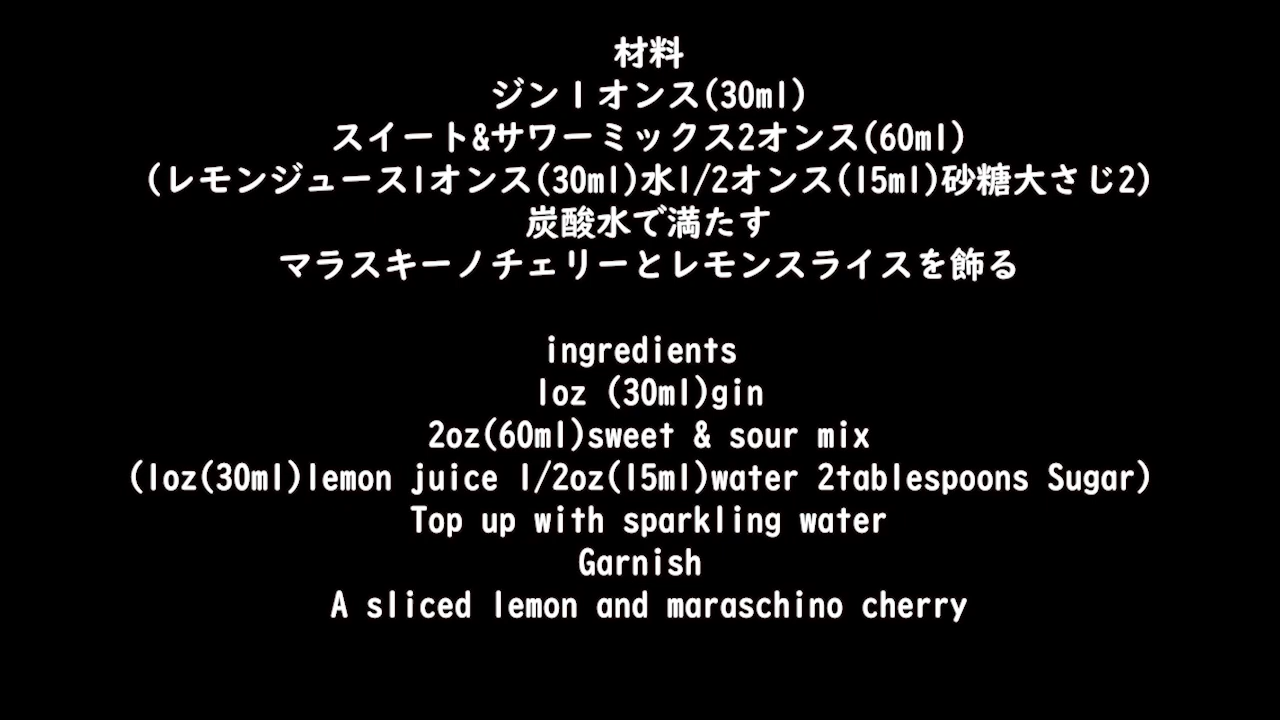 材料
ジン1オンス(30ml)
スイート&サワーミックス2オンス(60ml)
(レモンジュース1オンス(30ml)水1/2オンス(15ml)砂糖大さじ2)
炭酸水で満たす
マラスキーノチェリーとレモンスライスを飾る
ingredients
1oz (30ml)gin
2oz(60ml)sweet & sour mix
(1oz(30ml)lemon juice 1/2oz(15ml)water 2tablespoons Sugar)
Top up with sparkling water
Garnish
A sliced lemon and maraschino cherry